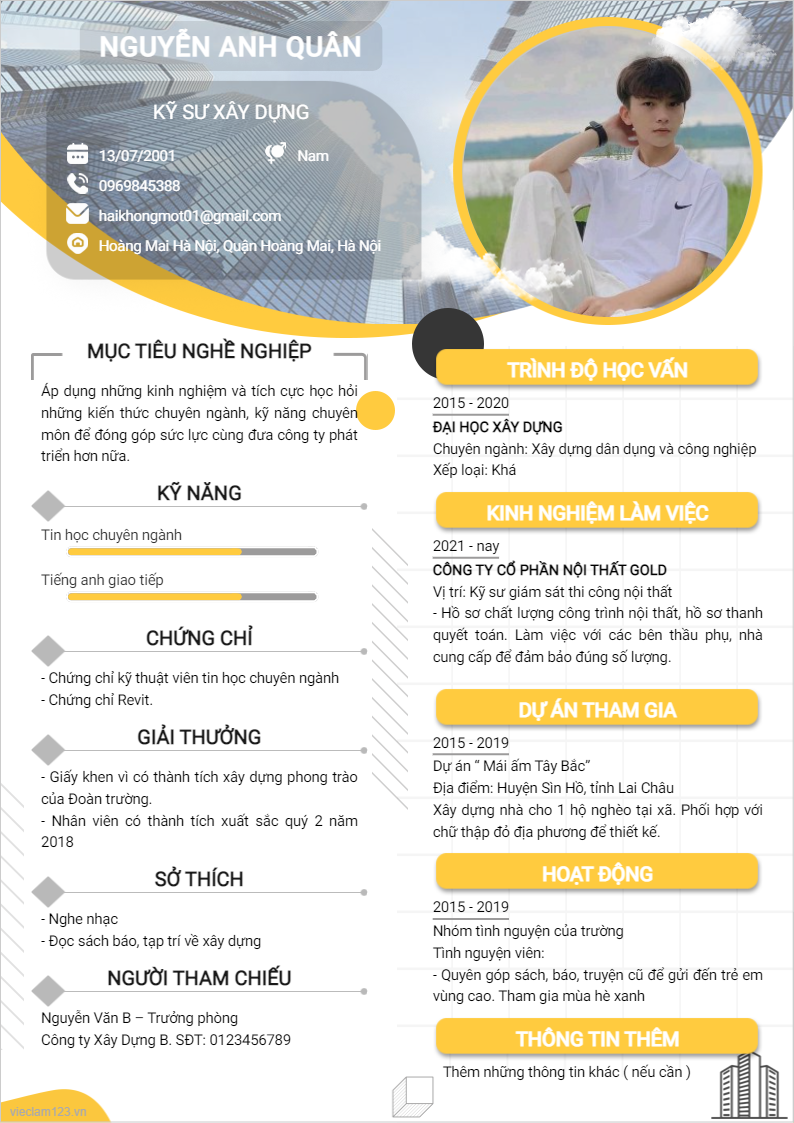 NGUYỄN ANH QUÂN
KỸ SƯ XÂY DỰNG
13/07/2001
Nam
0969845388
haikhongmot01@gmail.com
Hoàng Mai Hà Nội, Quận Hoàng Mai, Hà Nội
MỤC TIÊU NGHỀ NGHIỆP
Áp dụng những kinh nghiệm và tích cực học hỏi
những kiến thức chuyên ngành, kỹ năng chuyên
môn để đóng góp sức lực cùng đưa công ty phát
triển hơn nữa.
KỸ NĂNG
Tin học chuyên ngành
Tiếng anh giao tiếp
CHỨNG CHỈ
- Chứng chỉ kỹ thuật viên tin học chuyên ngành
- Chứng chỉ Revit.
GIẢI THƯỞNG
- Giấy khen vì có thành tích xây dựng phong trào
của Đoàn trường.
- Nhân viên có thành tích xuất sắc quý 2 năm
2018
SỞ THÍCH
- Nghe nhạc
- Đọc sách báo, tạp trí về xây dựng
NGƯỜI THAM CHIẾU
Nguyễn Văn B – Trưởng phòng
Công ty Xây Dựng B. SĐT: 0123456789
TRÌNH ĐỘ HỌC VẤN
2015 - 2020
ĐẠI HỌC XÂY DỰNG
Chuyên ngành: Xây dựng dân dụng và công nghiệp
Xếp loại: Khá
KINH NGHIỆM LÀM VIỆC
2021 - nay
CÔNG TY CỔ PHẦN NỘI THẤT GOLD
Vị trí: Kỹ sư giám sát thi công nội thất
- Hồ sơ chất lượng công trình nội thất, hồ sơ thanh
quyết toán. Làm việc với các bên thầu phụ, nhà
cung cấp để đảm bảo đúng số lượng.
DỰ ÁN THAM GIA
2015 - 2019
Dự án “ Mái ấm Tây Bắc”
Địa điểm: Huyện Sìn Hồ, tỉnh Lai Châu
Xây dựng nhà cho 1 hộ nghèo tại xã. Phối hợp với
chữ thập đỏ địa phương để thiết kế.
HOẠT ĐỘNG
2015 - 2019
Nhóm tình nguyện của trường
Tình nguyện viên:
- Quyên góp sách, báo, truyện cũ để gửi đến trẻ em
vùng cao. Tham gia mùa hè xanh
THÔNG TIN THÊM
Thêm những thông tin khác ( nếu cần )
vieclam123.vn